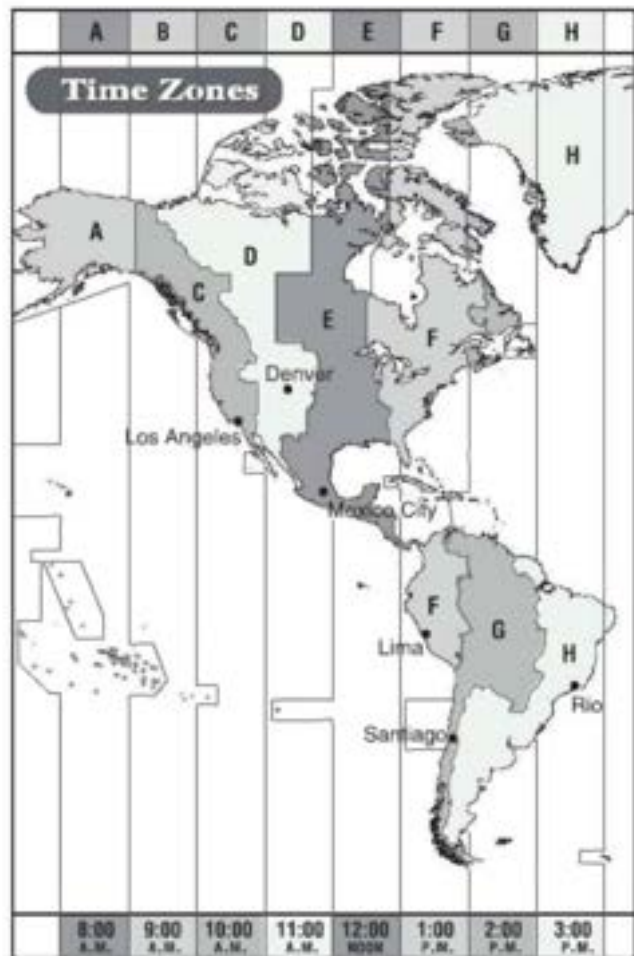 A B C D E F G H
Time Zones
H
A
D
C
E
F
Denver
Los Angeles
Mexico City
F
G
Lima
H
Rio
Santiago
8:00 9:00 10:00 11:00 12:00 1:00 2:00 3:00
A.M. A.M. A.M. A.M. NOON P.M. P.M. P.M.